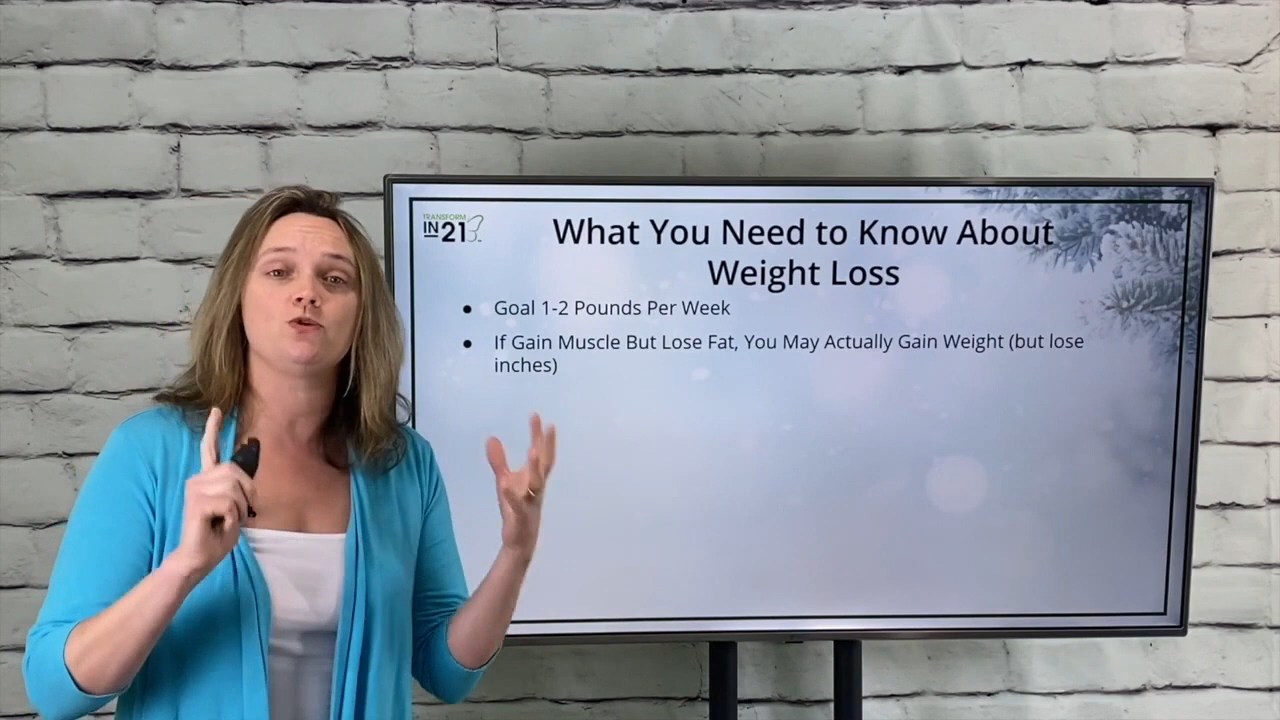 TRANSFORM
IN 21
What You Need to Know About
Weight Loss
• Goal 1-2 Pounds Per Week
• If Gain Muscle But Lose Fat, You May Actually Gain Weight (but lose
inches)